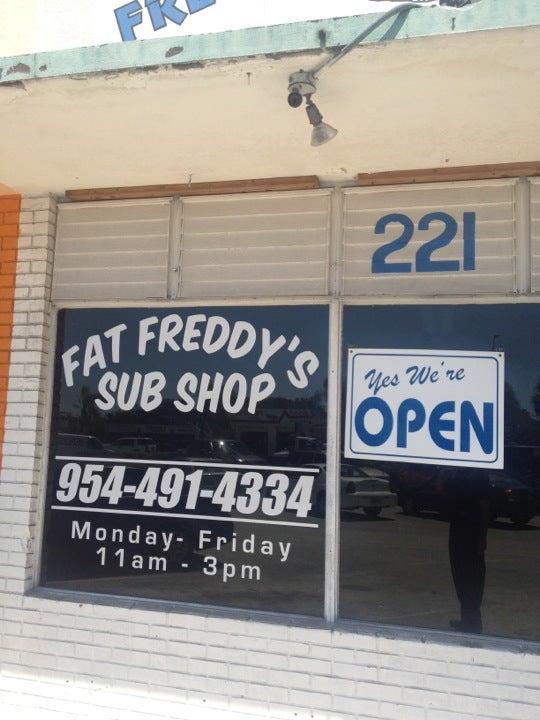 221
FAT FREDDY'S
SUB SHOP
954-491-4334
Monday- Friday
11am - 3pm
Yes We're
OPEN